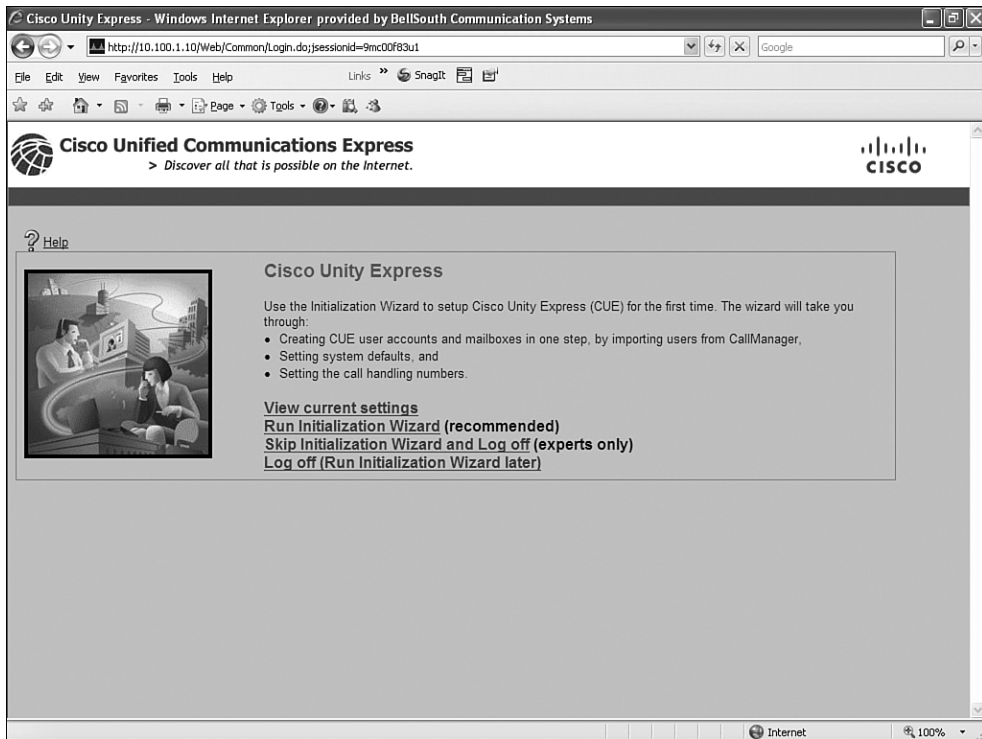 Cisco Unity Express - Windows Internet Explorer provided by BellSouth Communication Systems
http://10.100.1.10/Web/Common/Login.do;jsessionid=9mc00f83u1
Google
File Edit View Favorites Tools Help Links » SnagIt
Page Tools
Cisco Unified Communications Express
> Discover all that is possible on the Internet.
CISCO
? Help
Cisco Unity Express
Use the Initialization Wizard to setup Cisco Unity Express (CUE) for the first time. The wizard will take you
through:
• Creating CUE user accounts and mailboxes in one step, by importing users from CallManager,
• Setting system defaults, and
• Setting the call handling numbers.
View current settings
Run Initialization Wizard (recommended)
Skip Initialization Wizard and Log off (experts only)
Log off (Run Initialization Wizard later)
Internet 100%